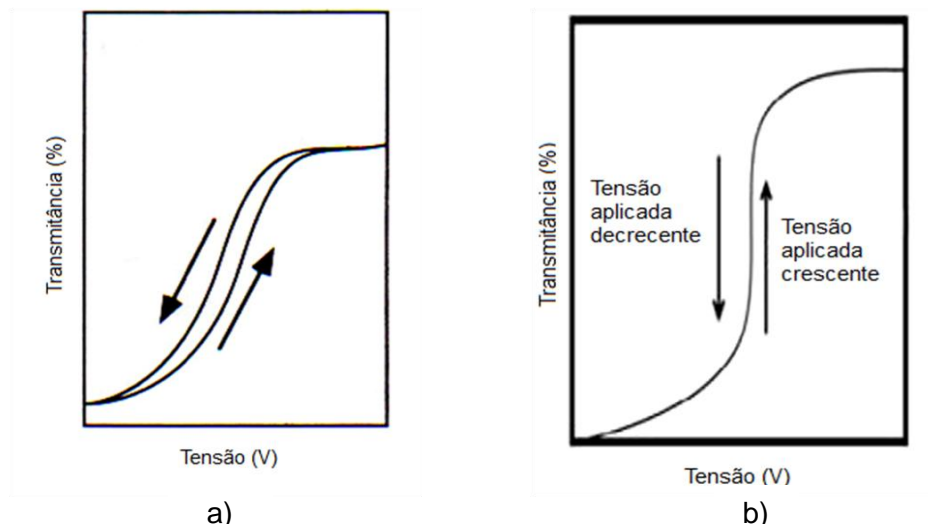 Transmitância (%)
Tensão (V)
a)
Transmitância (%)
Tensão
aplicada
decrecente
Tensão
aplicada
crescente
Tensão (V)
b)